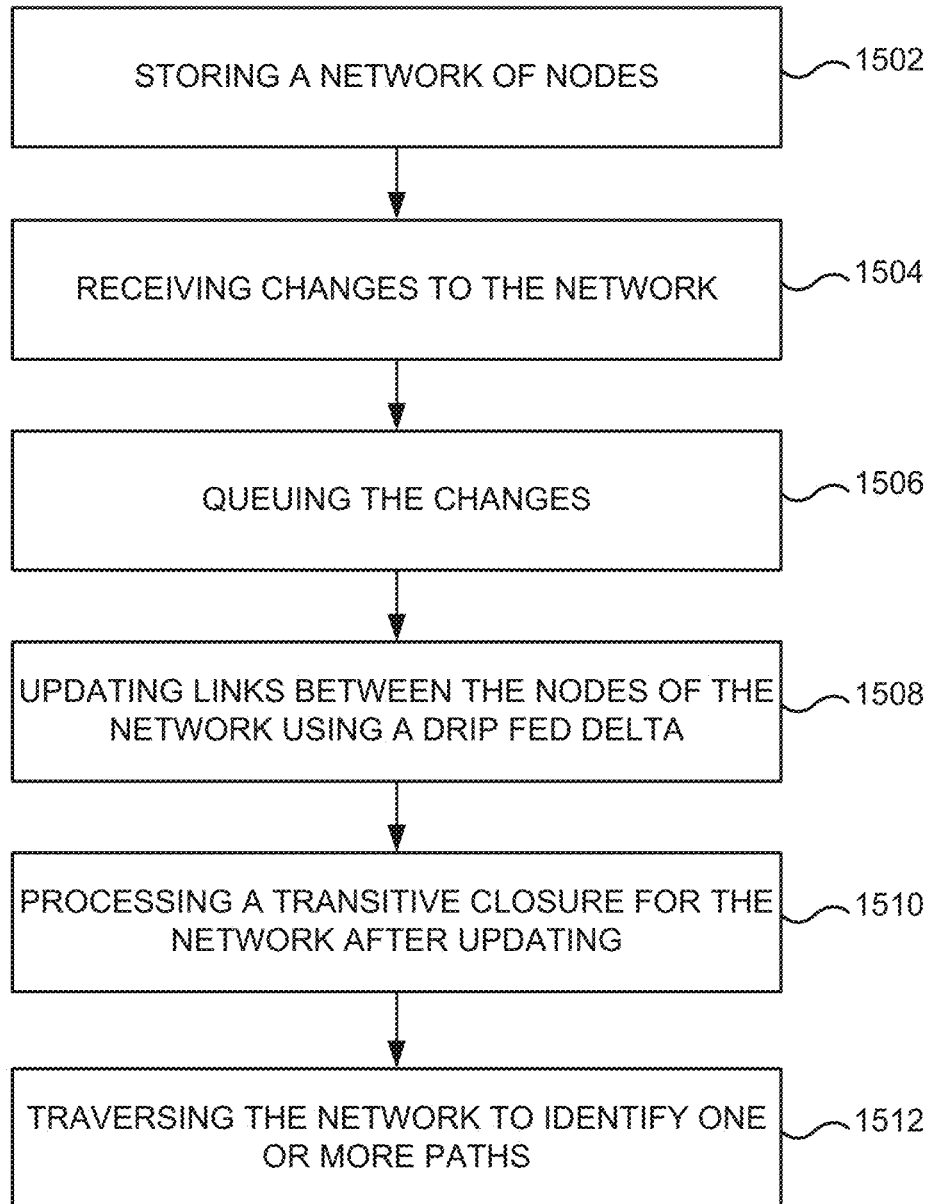 STORING A NETWORK OF NODES
1502
RECEIVING CHANGES TO THE NETWORK
1504
QUEUING THE CHANGES
1506
UPDATING LINKS BETWEEN THE NODES OF THE
NETWORK USING A DRIP FED DELTA
1508
PROCESSING A TRANSITIVE CLOSURE FOR THE
NETWORK AFTER UPDATING
1510
TRAVERSING THE NETWORK TO IDENTIFY ONE
OR MORE PATHS
1512